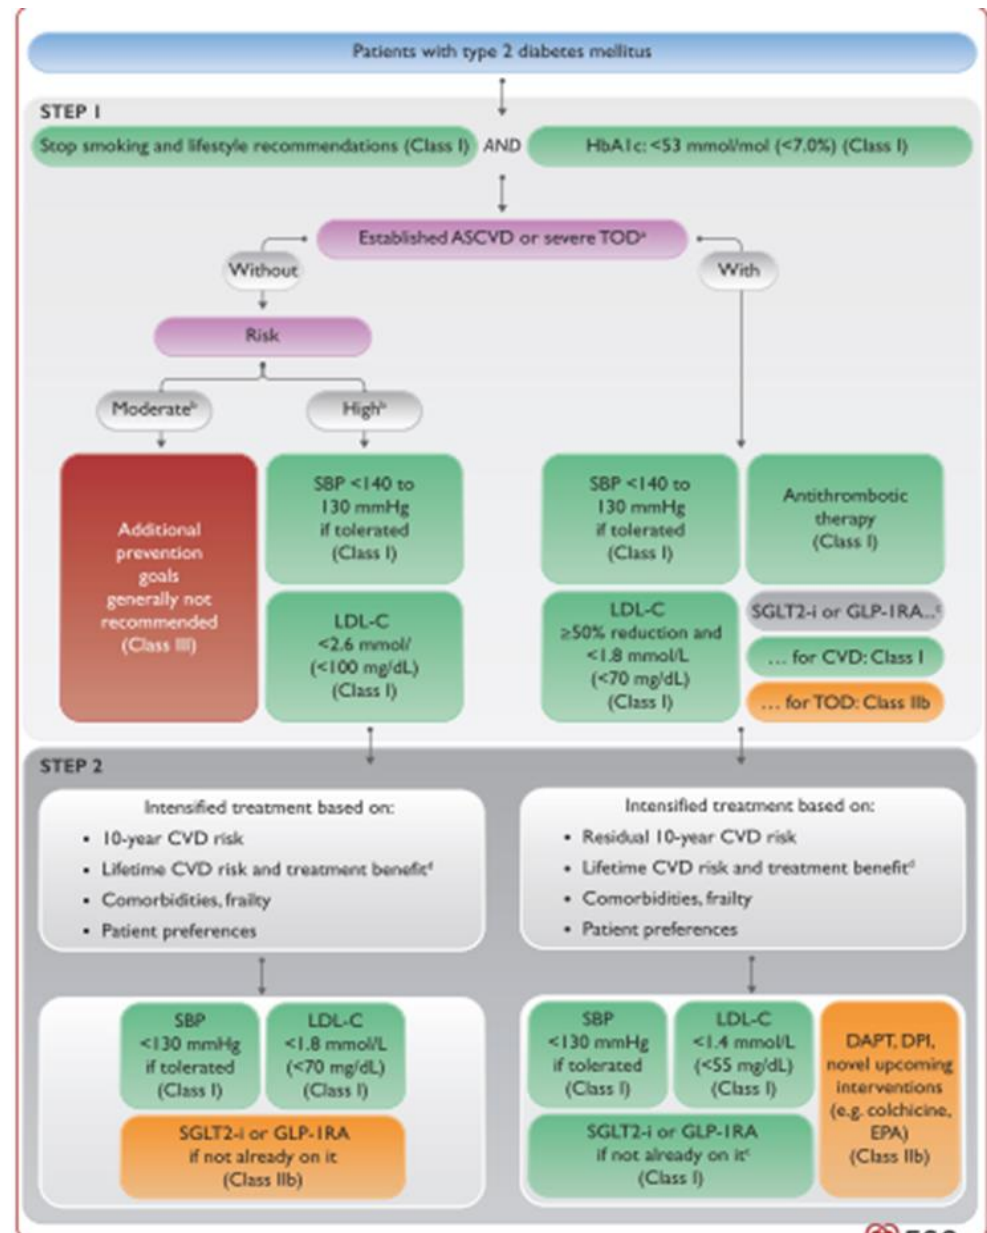 Patients with type 2 diabetes mellitus
STEP 1
Stop smoking and lifestyle recommendations (Class I)
AND
HbA1c: <53 mmol/mol (<7.0%) (Class I)
Established ASCVD or severe TODᵃ
Without
With
Risk
Moderateᵇ
Highᵇ
Additional
prevention
goals
generally not
recommended
(Class III)
SBP <140 to
130 mmHg
if tolerated
(Class I)
LDL-C
<2.6 mmol/
(<100 mg/dL)
(Class I)
SBP <140 to
130 mmHg
if tolerated
(Class I)
LDL-C
≥50% reduction and
<1.8 mmol/L
(<70 mg/dL)
(Class I)
Antithrombotic
therapy
(Class I)
SGLT2-i or GLP-1RA...ᶜ
... for CVD: Class I
... for TOD: Class IIb
STEP 2
Intensified treatment based on:
• 10-year CVD risk
• Lifetime CVD risk and treatment benefitᵈ
• Comorbidities, frailty
• Patient preferences
Intensified treatment based on:
• Residual 10-year CVD risk
• Lifetime CVD risk and treatment benefitᵈ
• Comorbidities, frailty
• Patient preferences
SBP
<130 mmHg
if tolerated
(Class I)
LDL-C
<1.8 mmol/L
(<70 mg/dL)
(Class I)
SGLT2-i or GLP-1RA
if not already on it
(Class IIb)
SBP
<130 mmHg
if tolerated
(Class I)
LDL-C
<1.4 mmol/L
(<55 mg/dL)
(Class I)
SGLT2-i or GLP-1RA
if not already on itᶜ
(Class I)
DAPT, DPI,
novel upcoming
interventions
(e.g. colchicine,
EPA)
(Class IIb)